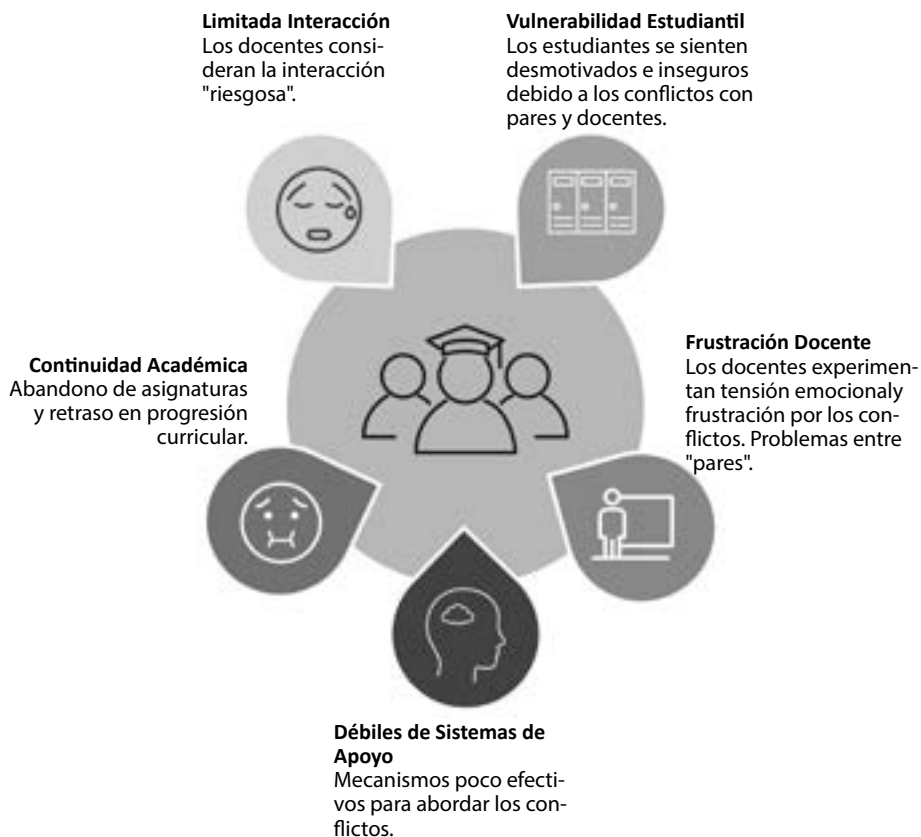 Limitada Interacción
Los docentes consi-
deran la interacción
"riesgosa".
Vulnerabilidad Estudiantil
Los estudiantes se sienten
desmotivados e inseguros
debido a los conflictos con
pares y docentes.
Continuidad Académica
Abandono de asignaturas
y retraso en progresión
curricular.
Frustración Docente
Los docentes experimen-
tan tensión emocionaly
frustración por los con-
flictos. Problemas entre
"pares".
Débiles de Sistemas de
Apoyo
Mecanismos poco efecti-
vos para abordar los con-
flictos.